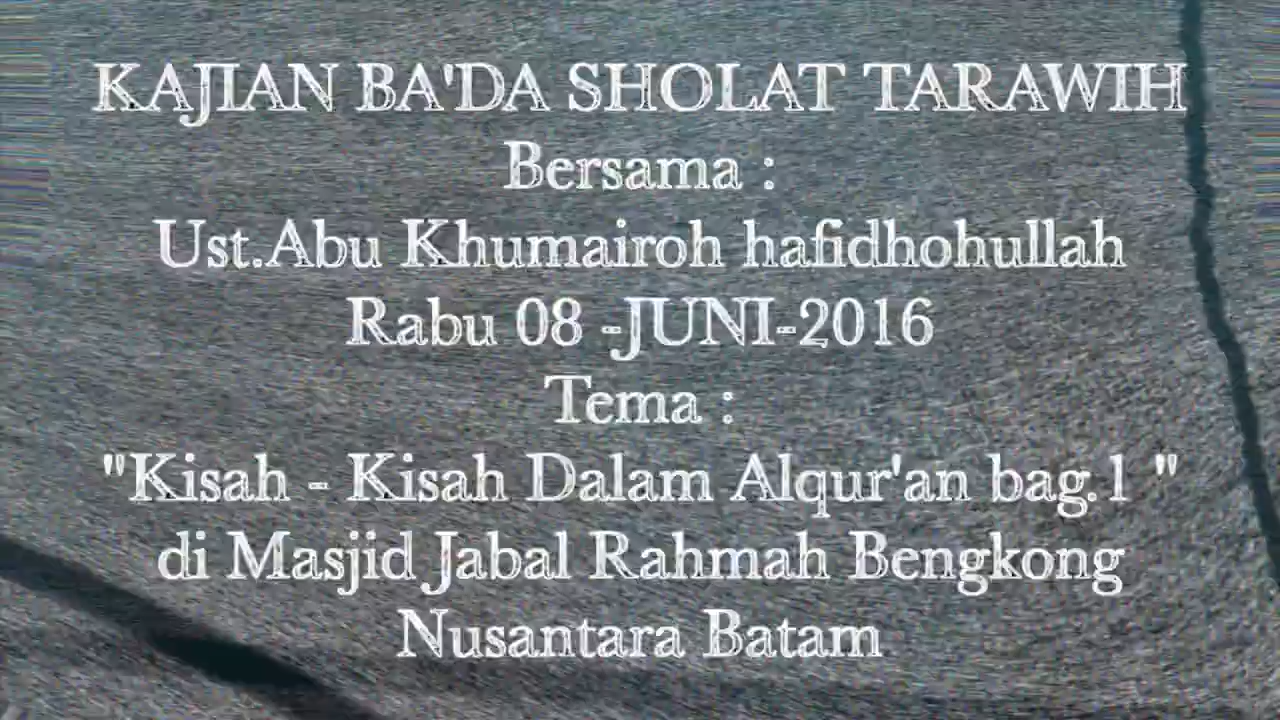 KAJIAN BA'DA SHOLAT TARAWIH
Bersama :
Ust.Abu Khumairoh hafidhohullah
Rabu 08 -JUNI-2016
Tema :
"Kisah - Kisah Dalam Alqur'an bag.1 "
di Masjid Jabal Rahmah Bengkong
Nusantara Batam